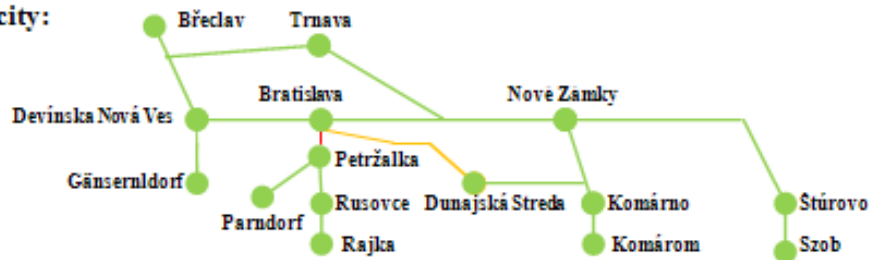 city:
Břeclav
Trnava
Bratislava
Nové Zámky
Devínska Nová Ves
Petržalka
Gänsernldorf
Rusovce
Dunajská Streda
Komárno
Štúrovo
Parndorf
Rajka
Komárom
Szob